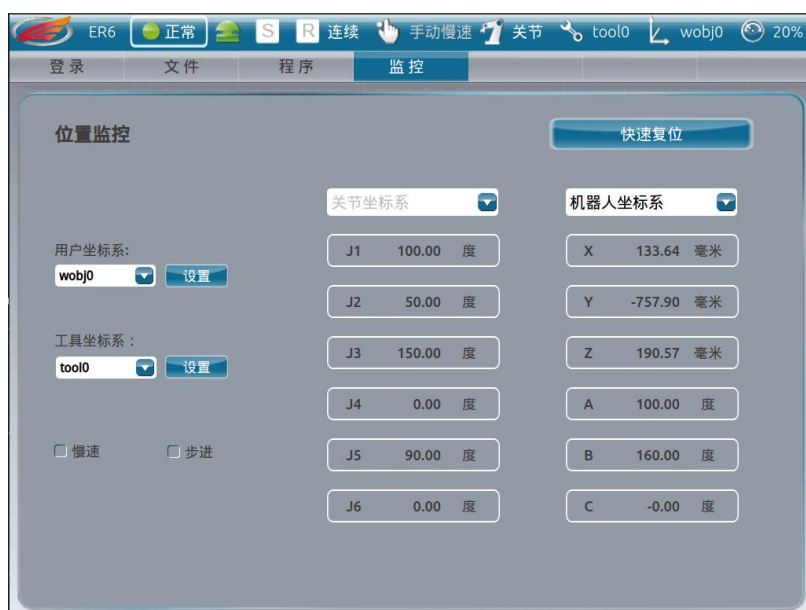 ER6 正常 S R 连续 手动慢速 关节 tool0 wobj0 20%
登录 文件 程序 监控
位置监控 快速复位
关节坐标系 机器人坐标系
用户坐标系: J1 100.00 度 X 133.64 毫米
wobj0 设置
J2 50.00 度 Y -757.90 毫米
工具坐标系: J3 150.00 度 Z 190.57 毫米
tool0 设置
J4 0.00 度 A 100.00 度
慢速 步进 J5 90.00 度 B 160.00 度
J6 0.00 度 C -0.00 度